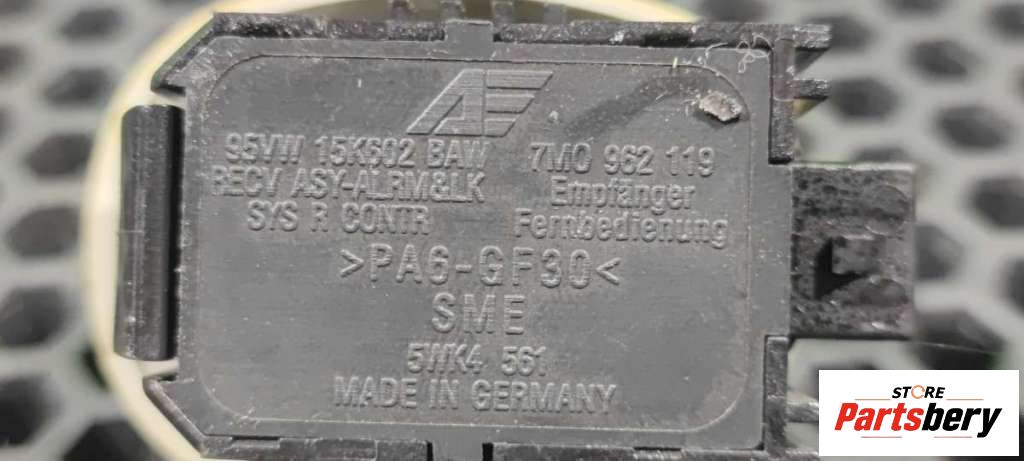 AF
95VW 15K602 BAW
RECV ASY-ALRM&LK
SYS R CONTR
7M0 962 119
Empfänger
Fernbedienung
>PA6-GF30<
SME
5WK4 561
MADE IN GERMANY
STORE
Partsbery